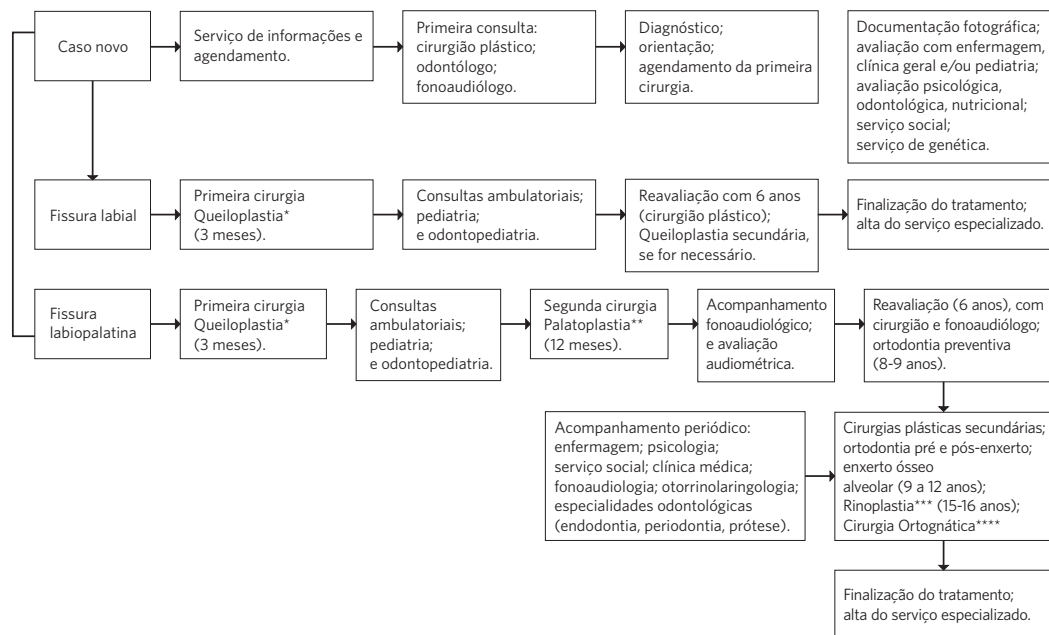 Caso novo
Serviço de informações e
agendamento.
Primeira consulta:
cirurgião plástico;
odontólogo;
fonoaudiólogo.
Diagnóstico;
orientação;
agendamento da primeira
cirurgia.
Documentação fotográfica;
avaliação com enfermagem,
clínica geral e/ou pediatria;
avaliação psicológica,
odontológica, nutricional;
serviço social;
serviço de genética.
Fissura labial
Primeira cirurgia
Queiloplastia*
(3 meses).
Consultas ambulatoriais;
pediatria;
e odontopediatria.
Reavaliação com 6 anos
(cirurgião plástico);
Queiloplastia secundária,
se for necessário.
Finalização do tratamento;
alta do serviço especializado.
Fissura
labiopalatina
Primeira cirurgia
Queiloplastia*
(3 meses).
Consultas
ambulatoriais;
pediatria;
e odontopediatria.
Segunda cirurgia
Palatoplastia**
(12 meses).
Acompanhamento
fonoaudiológico;
e avaliação
audiométrica.
Reavaliação (6 anos), com
cirurgião e fonoaudiólogo;
ortodontia preventiva
(8-9 anos).
Acompanhamento periódico:
enfermagem; psicologia;
serviço social; clínica médica;
fonoaudiologia; otorrinolaringologia;
especialidades odontológicas
(endodontia, periodontia, prótese).
Cirurgias plásticas secundárias;
ortodontia pré e pós-enxerto;
enxerto ósseo
alveolar (9 a 12 anos);
Rinoplastia*** (15-16 anos);
Cirurgia Ortognática****
Finalização do tratamento;
alta do serviço especializado.